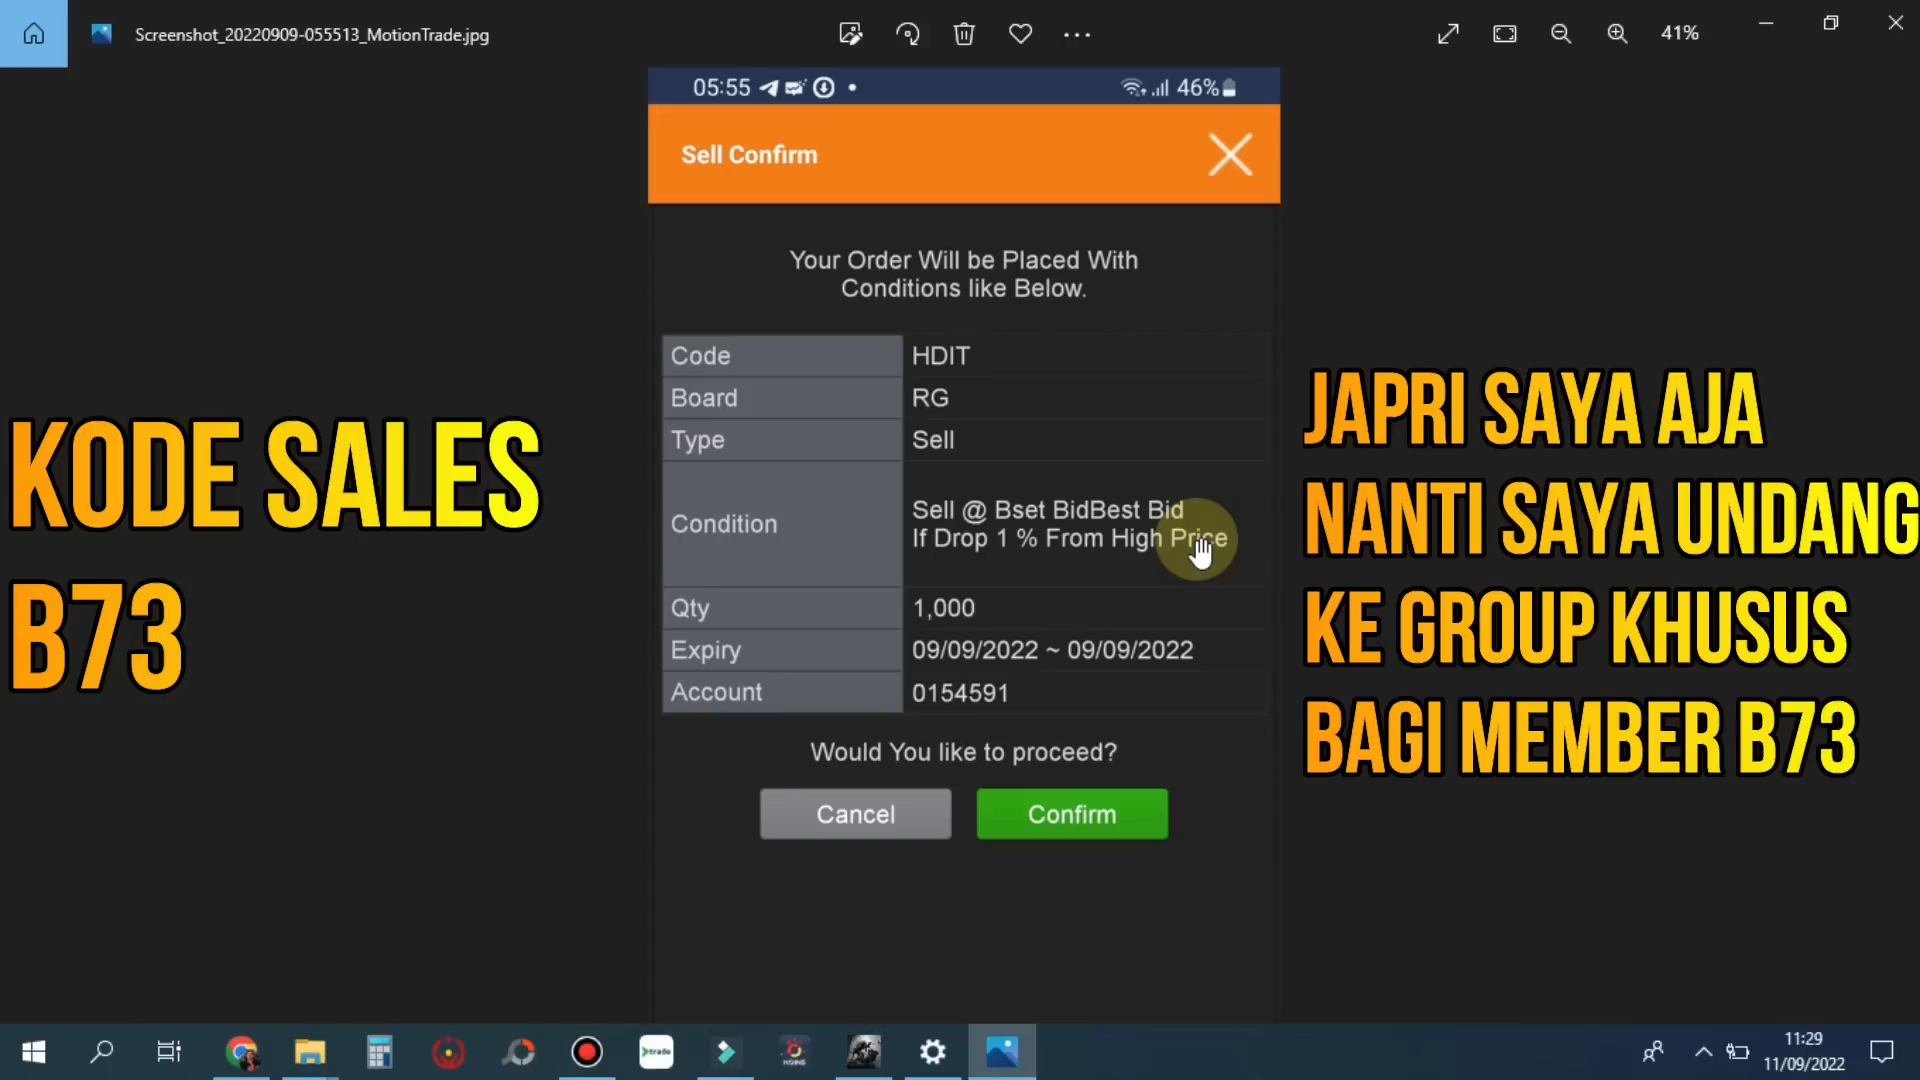 Screenshot_20220909-055513_MotionTrade.jpg
41%
05:55
46%
Sell Confirm
Your Order Will be Placed With
Conditions like Below.
Code HDIT
Board RG
Type Sell
Condition Sell @ Bset BidBest Bid
If Drop 1 % From High Price
Qty 1,000
Expiry 09/09/2022 ~ 09/09/2022
Account 0154591
Would You like to proceed?
Cancel Confirm
KODE SALES
B73
JAPRI SAYA AJA
NANTI SAYA UNDANG
KE GROUP KHUSUS
BAGI MEMBER B73
trade
HGINS
11:29
11/09/2022